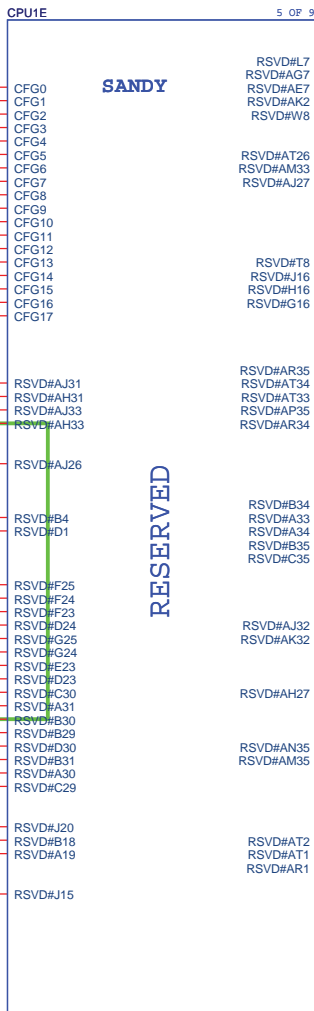 CPU1E
5 OF 9
SANDY
CFG0
CFG1
CFG2
CFG3
CFG4
CFG5
CFG6
CFG7
CFG8
CFG9
CFG10
CFG11
CFG12
CFG13
CFG14
CFG15
CFG16
CFG17
RSVD#AJ31
RSVD#AH31
RSVD#AJ33
RSVD#AH33
RSVD#AJ26
RSVD#B4
RSVD#D1
RSVD#F25
RSVD#F24
RSVD#F23
RSVD#D24
RSVD#G25
RSVD#G24
RSVD#E23
RSVD#D23
RSVD#C30
RSVD#A31
RSVD#B30
RSVD#B29
RSVD#D30
RSVD#B31
RSVD#A30
RSVD#C29
RSVD#J20
RSVD#B18
RSVD#A19
RSVD#J15
RESERVED
RSVD#L7
RSVD#AG7
RSVD#AE7
RSVD#AK2
RSVD#W8
RSVD#AT26
RSVD#AM33
RSVD#AJ27
RSVD#T8
RSVD#J16
RSVD#H16
RSVD#G16
RSVD#AR35
RSVD#AT34
RSVD#AT33
RSVD#AP35
RSVD#AR34
RSVD#B34
RSVD#A33
RSVD#A34
RSVD#B35
RSVD#C35
RSVD#AJ32
RSVD#AK32
RSVD#AH27
RSVD#AN35
RSVD#AM35
RSVD#AT2
RSVD#AT1
RSVD#AR1